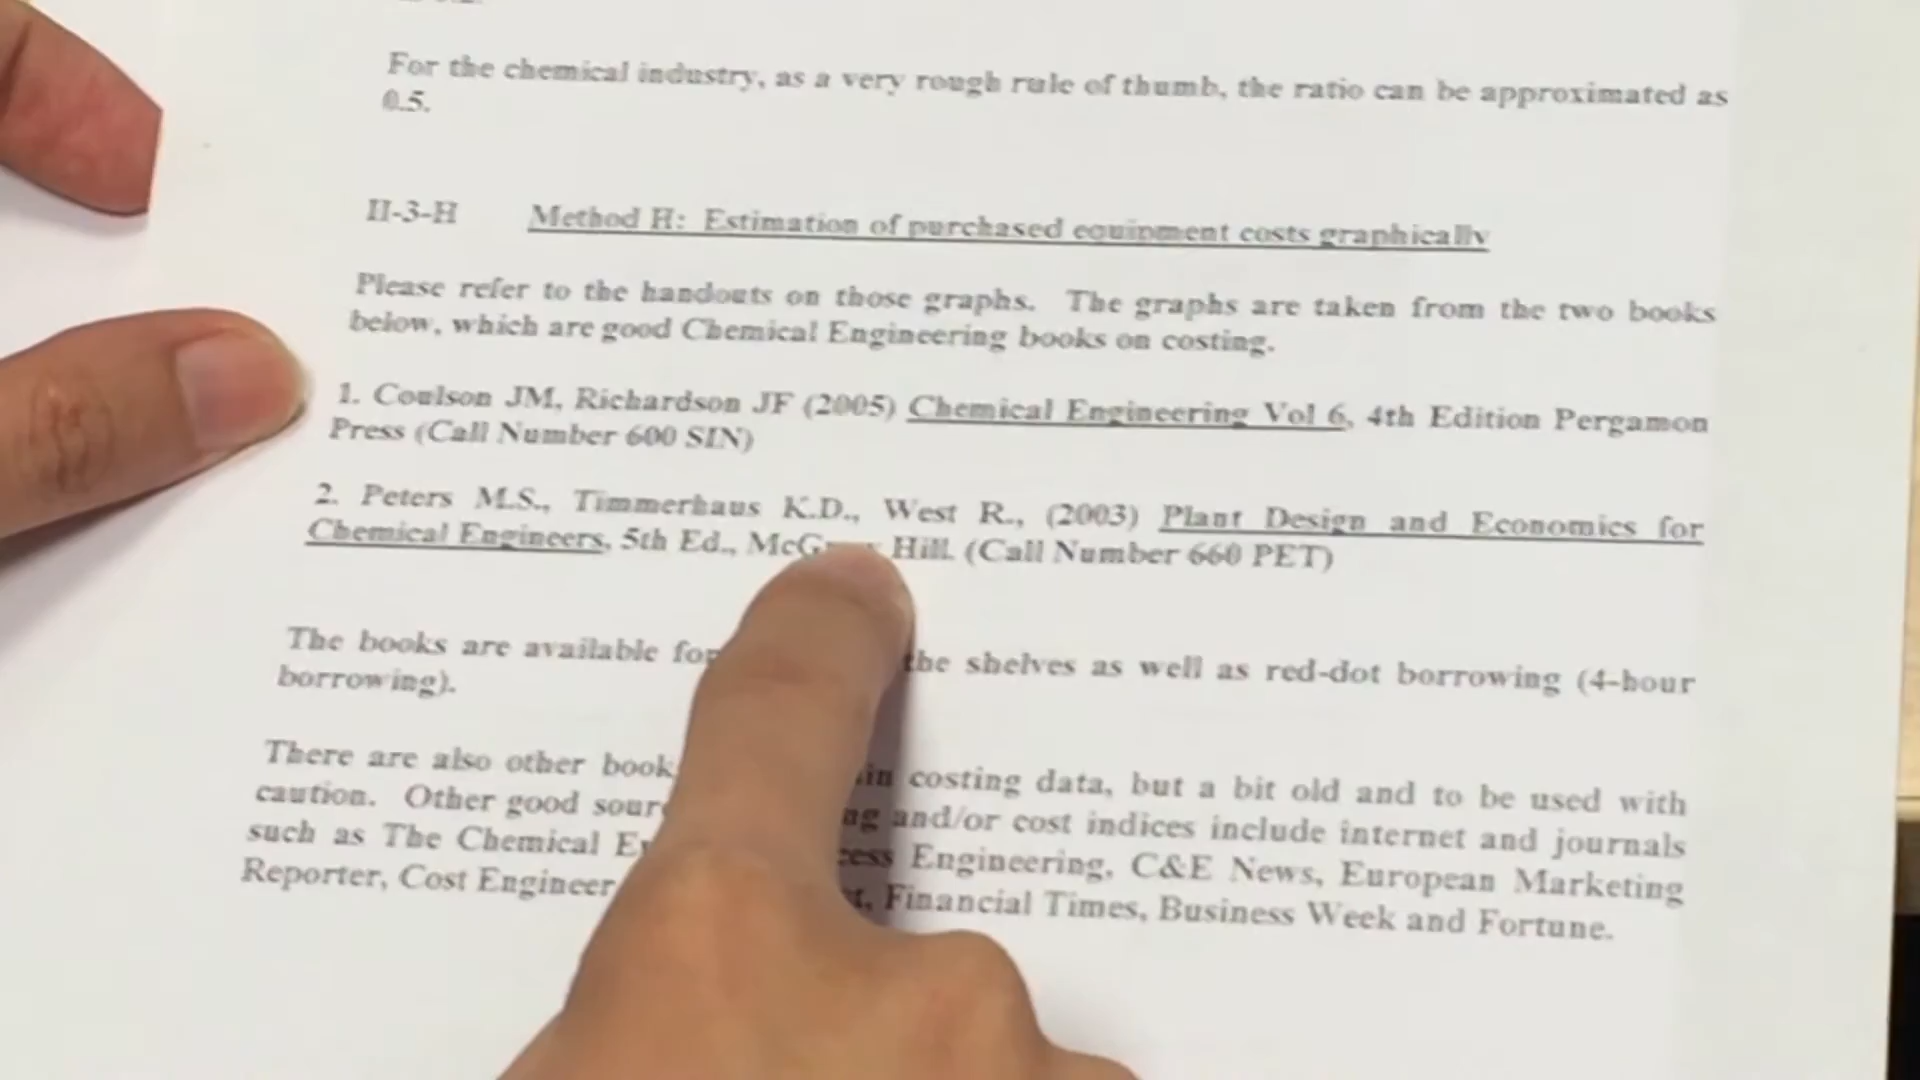 For the chemical industry, as a very rough rule of thumb, the ratio can be approximated as
0.5.
II-3-H Method H: Estimation of purchased equipment costs graphically
Please refer to the handouts on those graphs. The graphs are taken from the two books
below, which are good Chemical Engineering books on costing.
1. Coulson JM, Richardson JF (2005) Chemical Engineering Vol 6, 4th Edition Pergamon
Press (Call Number 600 SIN)
2. Peters M.S., Timmerhaus K.D., West R., (2003) Plant Design and Economics for
Chemical Engineers, 5th Ed., Hill. (Call Number 660 PET)
The books are available the shelves as well as red-dot borrowing (4-hour
borrowing).
There are also other costing data, but a bit old and to be used with
caution. Other good and/or cost indices include internet and journals
such as The Chemical Engineering, C&E News, European Marketing
Reporter, Cost Financial Times, Business Week and Fortune.